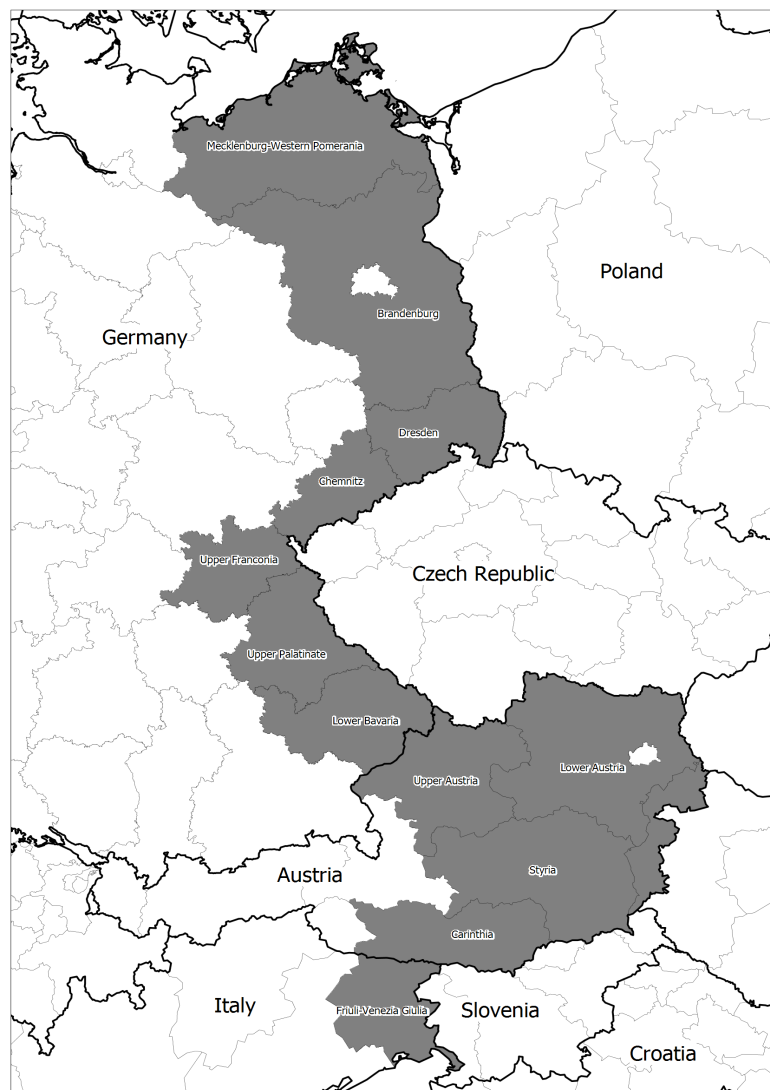 Mecklenburg-Western Pomerania
Poland
Brandenburg
Germany
Dresden
Chemnitz
Upper Franconia
Czech Republic
Upper Palatinate
Lower Bavaria
Lower Austria
Upper Austria
Styria
Austria
Carinthia
Italy
Friuli-Venezia Giulia
Slovenia
Croatia